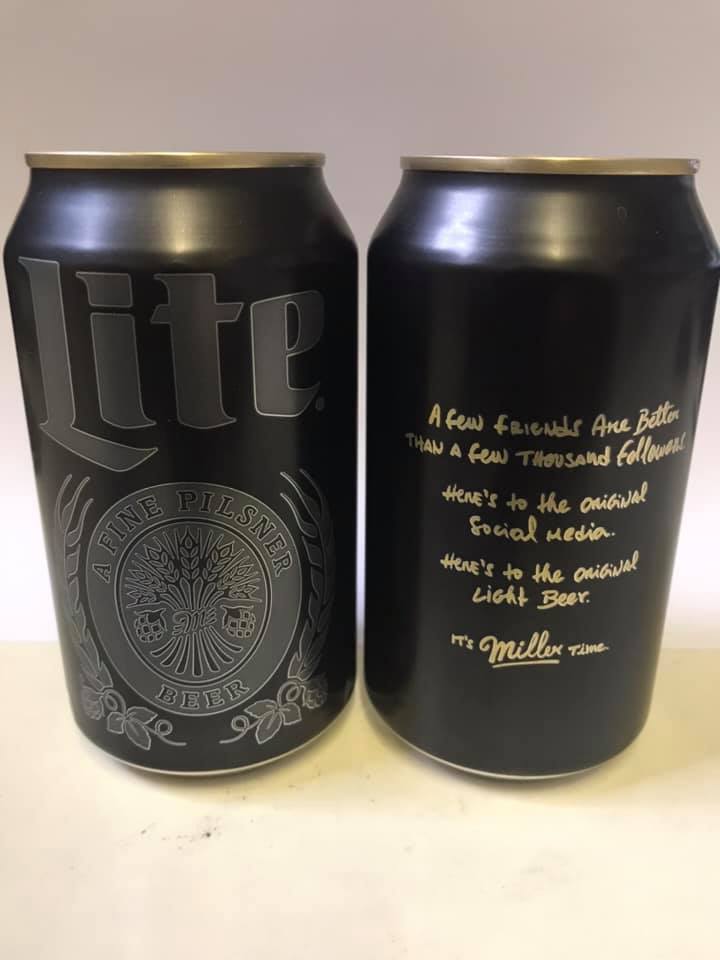 Lite
A FINE PILSNER
BEER
A few FRIENDS ARE Better
THAN A few THOUSAND Followers.
HERE'S to the ORIGINAL
Social Media.
HERE'S to the ORIGINAL
LIGHT Beer.
IT'S Miller Time.